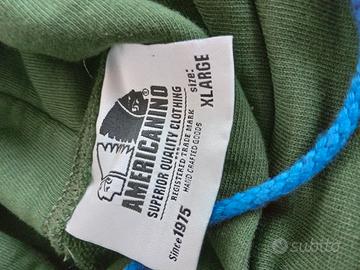 AMERICANINO
SUPERIOR QUALITY CLOTHING
REGISTERED TRADE MARK
HAND CRAFTED GOODS
Since 1975
size:
XLARGE
subito